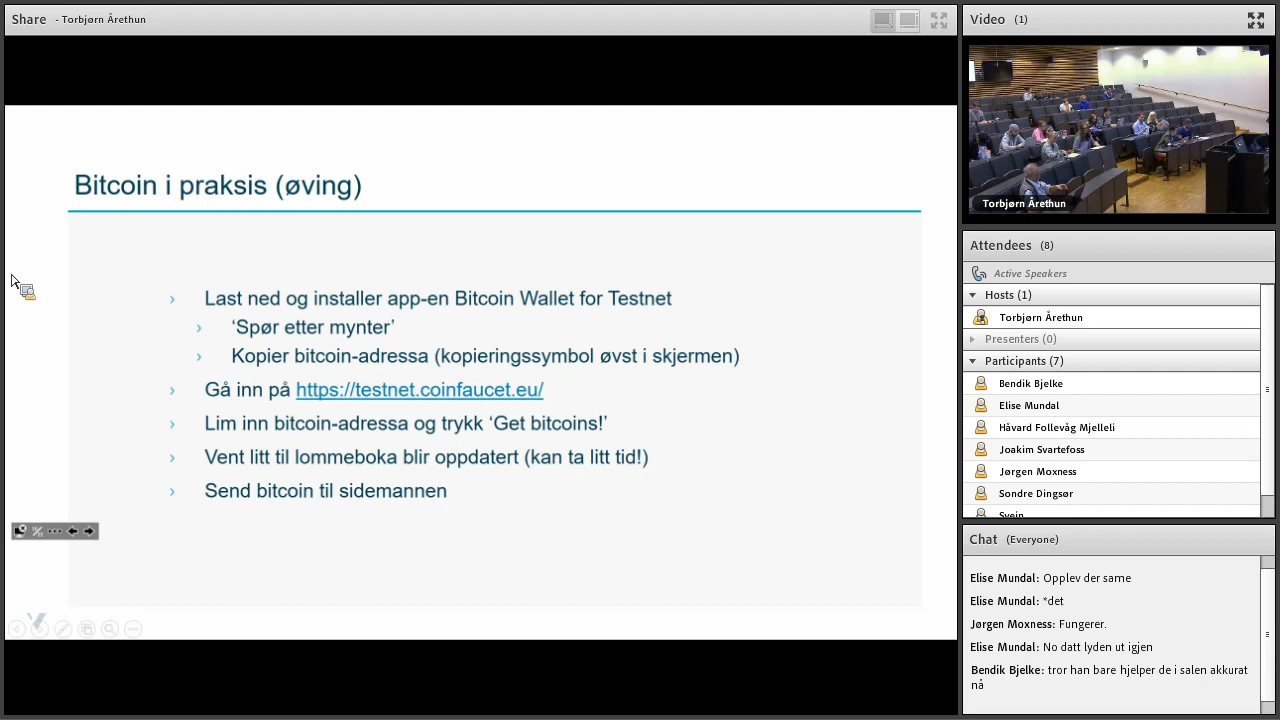 Share - Torbjørn Årethun
Bitcoin i praksis (øving)
› Last ned og installer app-en Bitcoin Wallet for Testnet
› ‘Spør etter mynter’
› Kopier bitcoin-adressa (kopieringssymbol øvst i skjermen)
› Gå inn på https://testnet.coinfaucet.eu/
› Lim inn bitcoin-adressa og trykk ‘Get bitcoins!’
› Vent litt til lommeboka blir oppdatert (kan ta litt tid!)
› Send bitcoin til sidemannen
Video (1)
Torbjørn Årethun
Attendees (8)
Active Speakers
Hosts (1)
Torbjørn Årethun
Presenters (0)
Participants (7)
Bendik Bjelke
Elise Mundal
Håvard Follevåg Mjelleli
Joakim Svartefoss
Jørgen Moxness
Sondre Dingsør
Svein
Chat (Everyone)
Elise Mundal: Opplev der same
Elise Mundal: *det
Jørgen Moxness: Fungerer.
Elise Mundal: No datt lyden ut igjen
Bendik Bjelke: tror han bare hjelper de i salen akkurat
nå